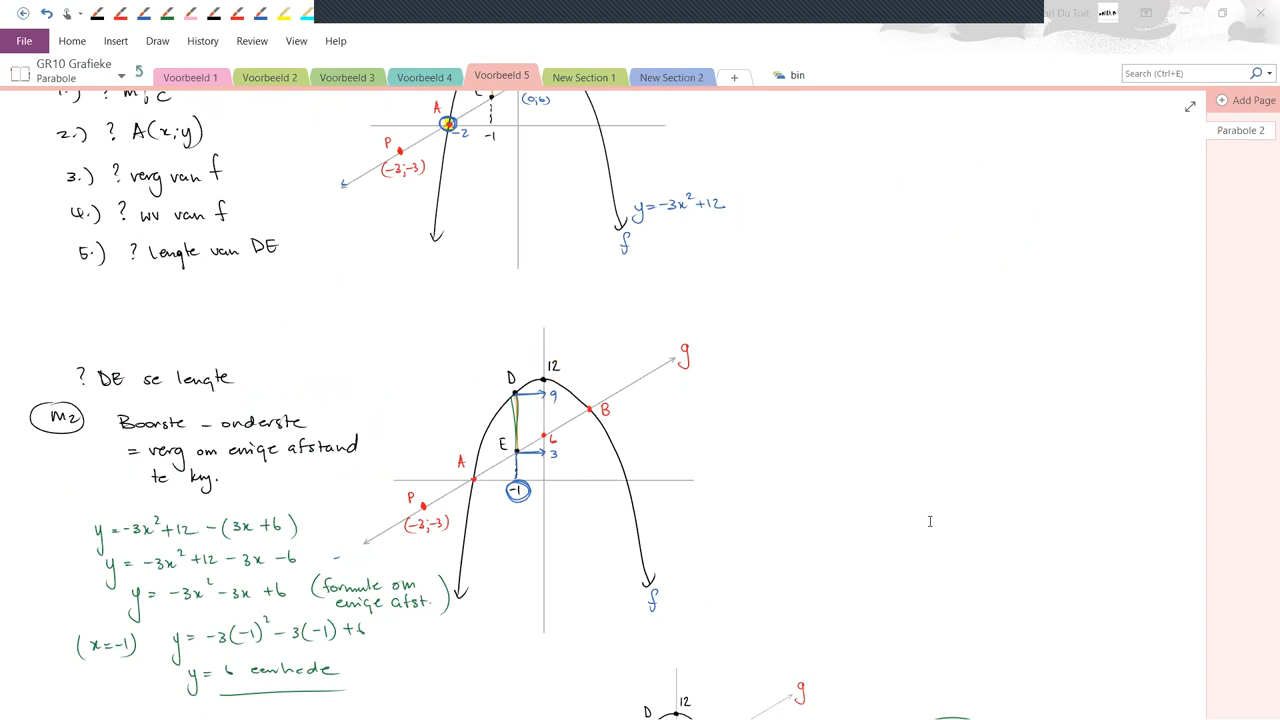 arl Du Toit
File Home Insert Draw History Review View Help
GR10 Grafieke
Parabole
Voorbeeld 1 Voorbeeld 2 Voorbeeld 3 Voorbeeld 4 Voorbeeld 5 New Section 1 New Section 2 + bin
Search (Ctrl+E)
Add Page
Parabole 2
1.) ? m; c
2.) ? A(x;y)
3.) ? verg van f
4.) ? wv van f
5.) ? lengte van DE
(0;6)
A
-2
-1
P
(-3;-3)
y=-3x²+12
f
? DE se lengte
m2
Boorste - onderste
= verg om enige afstand
te kry.
y=-3x²+12-(3x+6)
y=-3x²+12-3x-6
y=-3x²-3x+6
(formule om
enige afst.)
(x=-1) y=-3(-1)²-3(-1)+6
y= 6 eenhede
g
12
D
9
B
6
E
3
A
-1
P
(-3;-3)
f
g
12
D